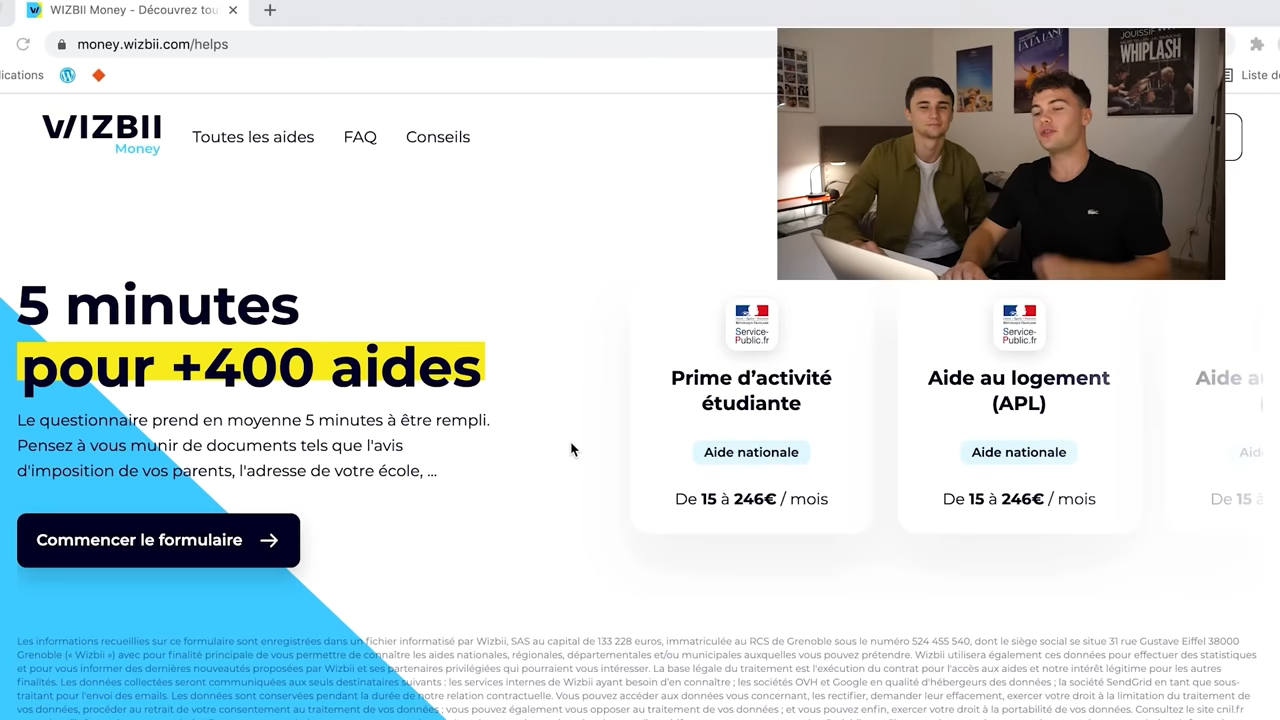 WIZBII Money - Découvrez tou
money.wizbii.com/helps
ications
Liste de
WIZBII
Money
Toutes les aides
FAQ
Conseils
LA LA LAND
JOUISSIF
WHIPLASH
5 minutes
pour +400 aides
Le questionnaire prend en moyenne 5 minutes à être rempli.
Pensez à vous munir de documents tels que l'avis
d'imposition de vos parents, l'adresse de votre école, ...
Commencer le formulaire
Service-
Public.fr
Prime d’activité
étudiante
Aide nationale
De 15 à 246€ / mois
Service-
Public.fr
Aide au logement
(APL)
Aide nationale
De 15 à 246€ / mois
Aide au
(
Aid
De 15 à
Les informations recueillies sur ce formulaire sont enregistrées dans un fichier informatisé par Wizbii, SAS au capital de 133 228 euros, immatriculée au RCS de Grenoble sous le numéro 524 455 540, dont le siège social se situe 31 rue Gustave Eiffel 38000
Grenoble (« Wizbii ») avec pour finalité principale de vous permettre de connaître les aides nationales, régionales, départementales et/ou municipales auxquelles vous pouvez prétendre. Wizbii utilisera également ces données pour effectuer des statistiques
et pour vous informer des dernières nouveautés proposées par Wizbii et ses partenaires privilégiées qui pourraient vous intéresser. La base légale du traitement est l'exécution du contrat pour l'accès aux aides et notre intérêt légitime pour les autres
finalités. Les données collectées seront communiquées aux seuls destinataires suivants : les services internes de Wizbii ayant besoin d'en connaître ; les sociétés OVH et Google en qualité d'hébergeurs des données ; la société SendGrid en tant que sous-
traitant pour l'envoi des emails. Les données sont conservées pendant la durée de notre relation contractuelle. Vous pouvez accéder aux données vous concernant, les rectifier, demander leur effacement, exercer votre droit à la limitation du traitement de
vos données, procéder au retrait de votre consentement au traitement de vos données ; vous pouvez également vous opposer au traitement de vos données ; et vous pouvez enfin, exercer votre droit à la portabilité de vos données. Consultez le site cnil.fr